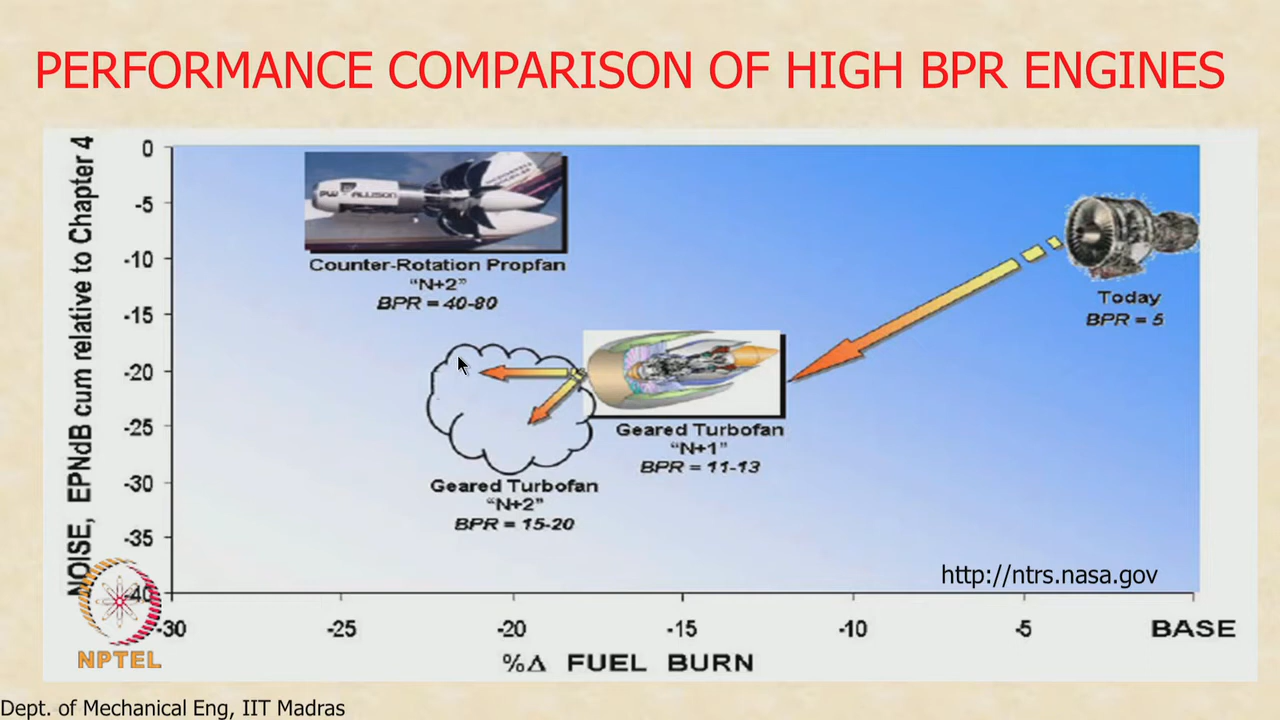 PERFORMANCE COMPARISON OF HIGH BPR ENGINES
NOISE, EPNdB cum relative to Chapter 4
0
-5
-10
-15
-20
-25
-30
-35
-40
PW
ALLISON
Counter-Rotation Propfan
“N+2”
BPR = 40-80
Today
BPR = 5
Geared Turbofan
“N+1”
BPR = 11-13
Geared Turbofan
“N+2”
BPR = 15-20
http://ntrs.nasa.gov
-30
-25
-20
-15
-10
-5
BASE
%Δ FUEL BURN
NPTEL
Dept. of Mechanical Eng, IIT Madras